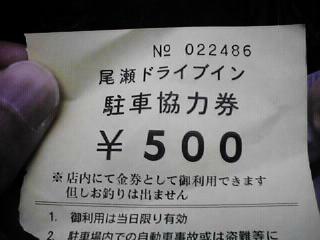 № 022486
尾瀬ドライブイン
駐車協力券
￥500
※店内にて金券として御利用できます
但しお釣りは出ません
1. 御利用は当日限り有効
2. 駐車場内での自動車事故或は盗難等に